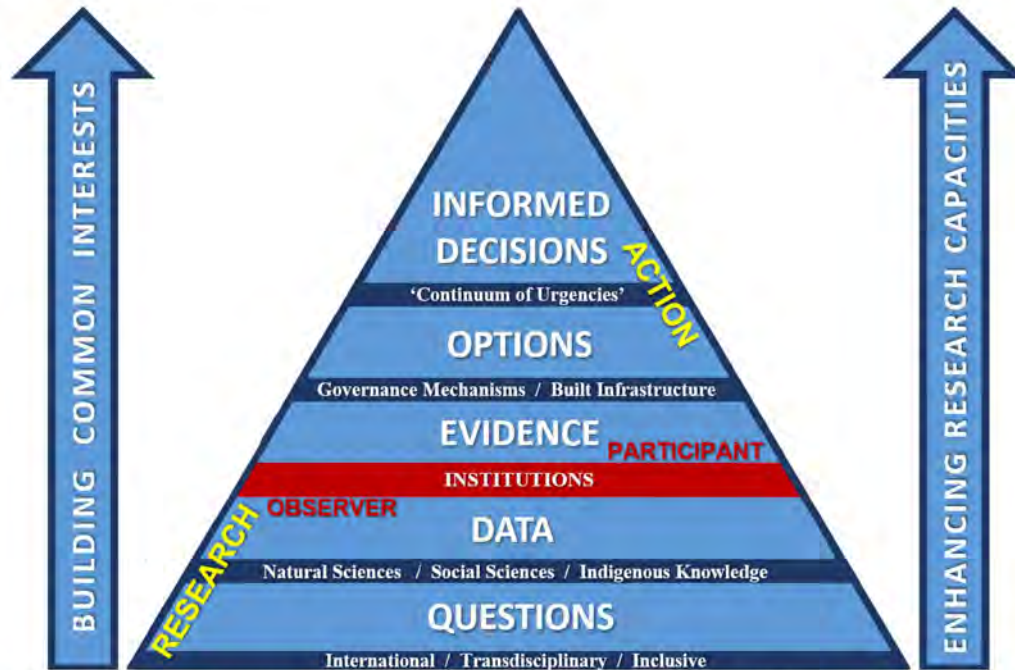 BUILDING COMMON INTERESTS
ENHANCING RESEARCH CAPACITIES
INFORMED
DECISIONS
ACTION
‘Continuum of Urgencies’
OPTIONS
Governance Mechanisms / Built Infrastructure
EVIDENCE
PARTICIPANT
INSTITUTIONS
OBSERVER
RESEARCH
DATA
Natural Sciences / Social Sciences / Indigenous Knowledge
QUESTIONS
International / Transdisciplinary / Inclusive